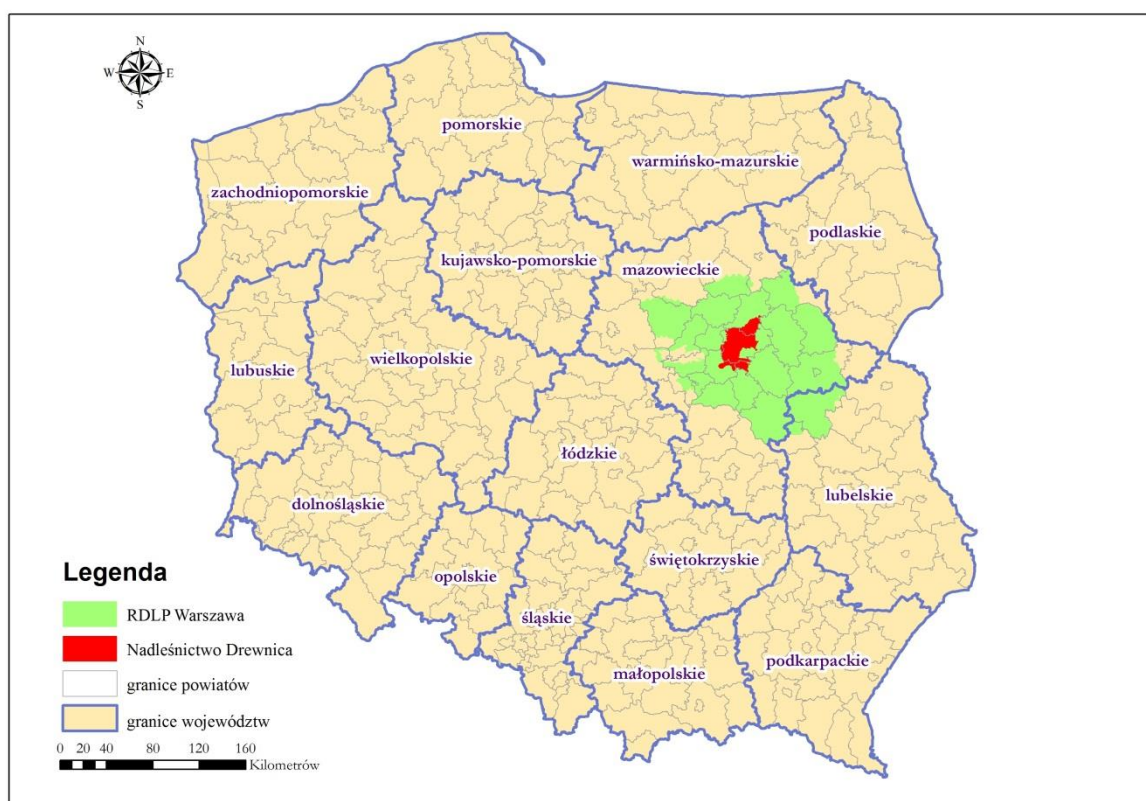 N
W E
S
pomorskie
warmińsko-mazurskie
zachodniopomorskie
podlaskie
kujawsko-pomorskie
mazowieckie
wielkopolskie
lubuskie
łódzkie
dolnośląskie
lubelskie
świętokrzyskie
opolskie
śląskie
małopolskie
podkarpackie
Legenda
RDLP Warszawa
Nadleśnictwo Drewnica
granice powiatów
granice województw
0 20 40 80 120 160
Kilometrów